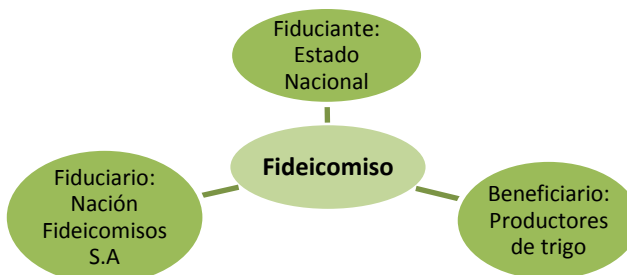 Fiduciante:
Estado
Nacional
Fideicomiso
Fiduciario:
Nación
Fideicomisos
S.A
Beneficiario:
Productores
de trigo